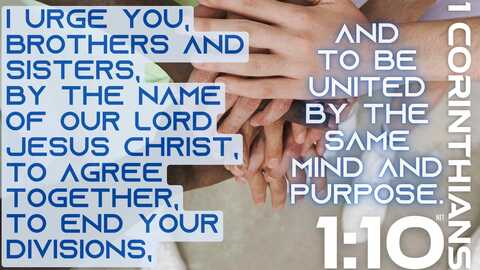 I URGE YOU,
BROTHERS AND
SISTERS,
BY THE NAME
OF OUR LORD
JESUS CHRIST,
TO AGREE
TOGETHER,
TO END YOUR
DIVISIONS,
AND
TO BE
UNITED
BY THE
SAME
MIND AND
PURPOSE.
1 CORINTHIANS
1:10
NET